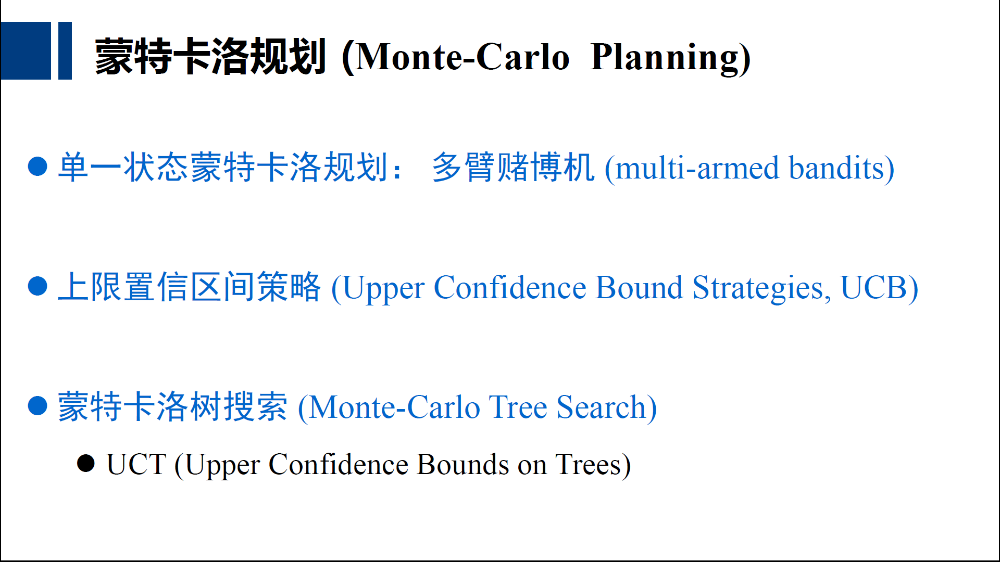 蒙特卡洛规划 (Monte-Carlo Planning)
单一状态蒙特卡洛规划： 多臂赌博机 (multi-armed bandits)
上限置信区间策略 (Upper Confidence Bound Strategies, UCB)
蒙特卡洛树搜索 (Monte-Carlo Tree Search)
UCT (Upper Confidence Bounds on Trees)